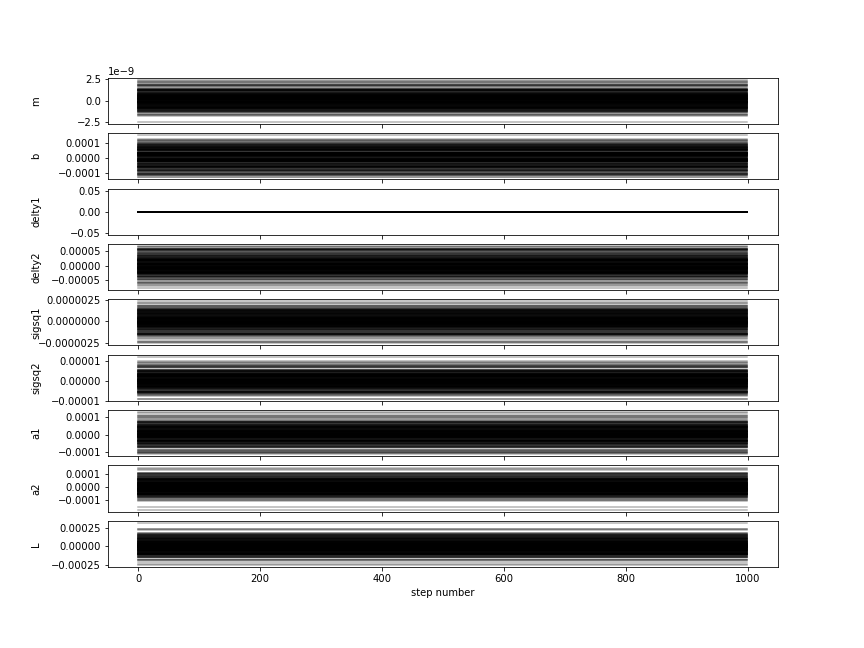 1e−9
m
2.5
0.0
−2.5
b
0.0001
0.0000
−0.0001
delty1
0.05
0.00
−0.05
delty2
0.00005
0.00000
−0.00005
sigsq1
0.0000025
0.0000000
−0.0000025
sigsq2
0.00001
0.00000
−0.00001
a1
0.0001
0.0000
−0.0001
a2
0.0001
0.0000
−0.0001
L
0.00025
0.00000
−0.00025
0 200 400 600 800 1000
step number